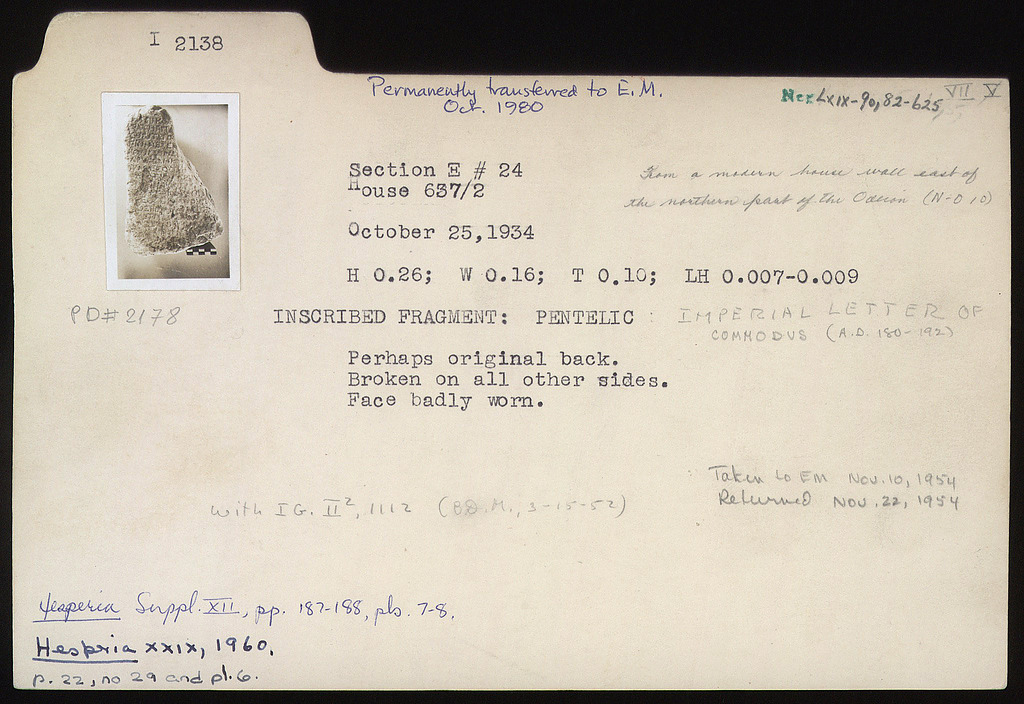 I 2138
Permanently transferred to E.M.
Oct. 1980
Neg LXIX-90, 82-625, VII V
Section E # 24
House 637/2
From a modern house wall east of
the northern part of the Odeion (N-O 10)
October 25,1934
H 0.26; W 0.16; T 0.10; LH 0.007-0.009
PD#2178
INSCRIBED FRAGMENT: PENTELIC : IMPERIAL LETTER OF
COMMODUS (A.D. 180-192)
Perhaps original back.
Broken on all other sides.
Face badly worn.
Taken to EM Nov. 10, 1954
Returned Nov. 22, 1954
with I G. II², 1112 (B.D.M., 3-15-52)
Hesperia Suppl. XII, pp. 187-188, pls. 7-8.
Hespria XXIX, 1960.
p. 22, no 29 and pl. 6.